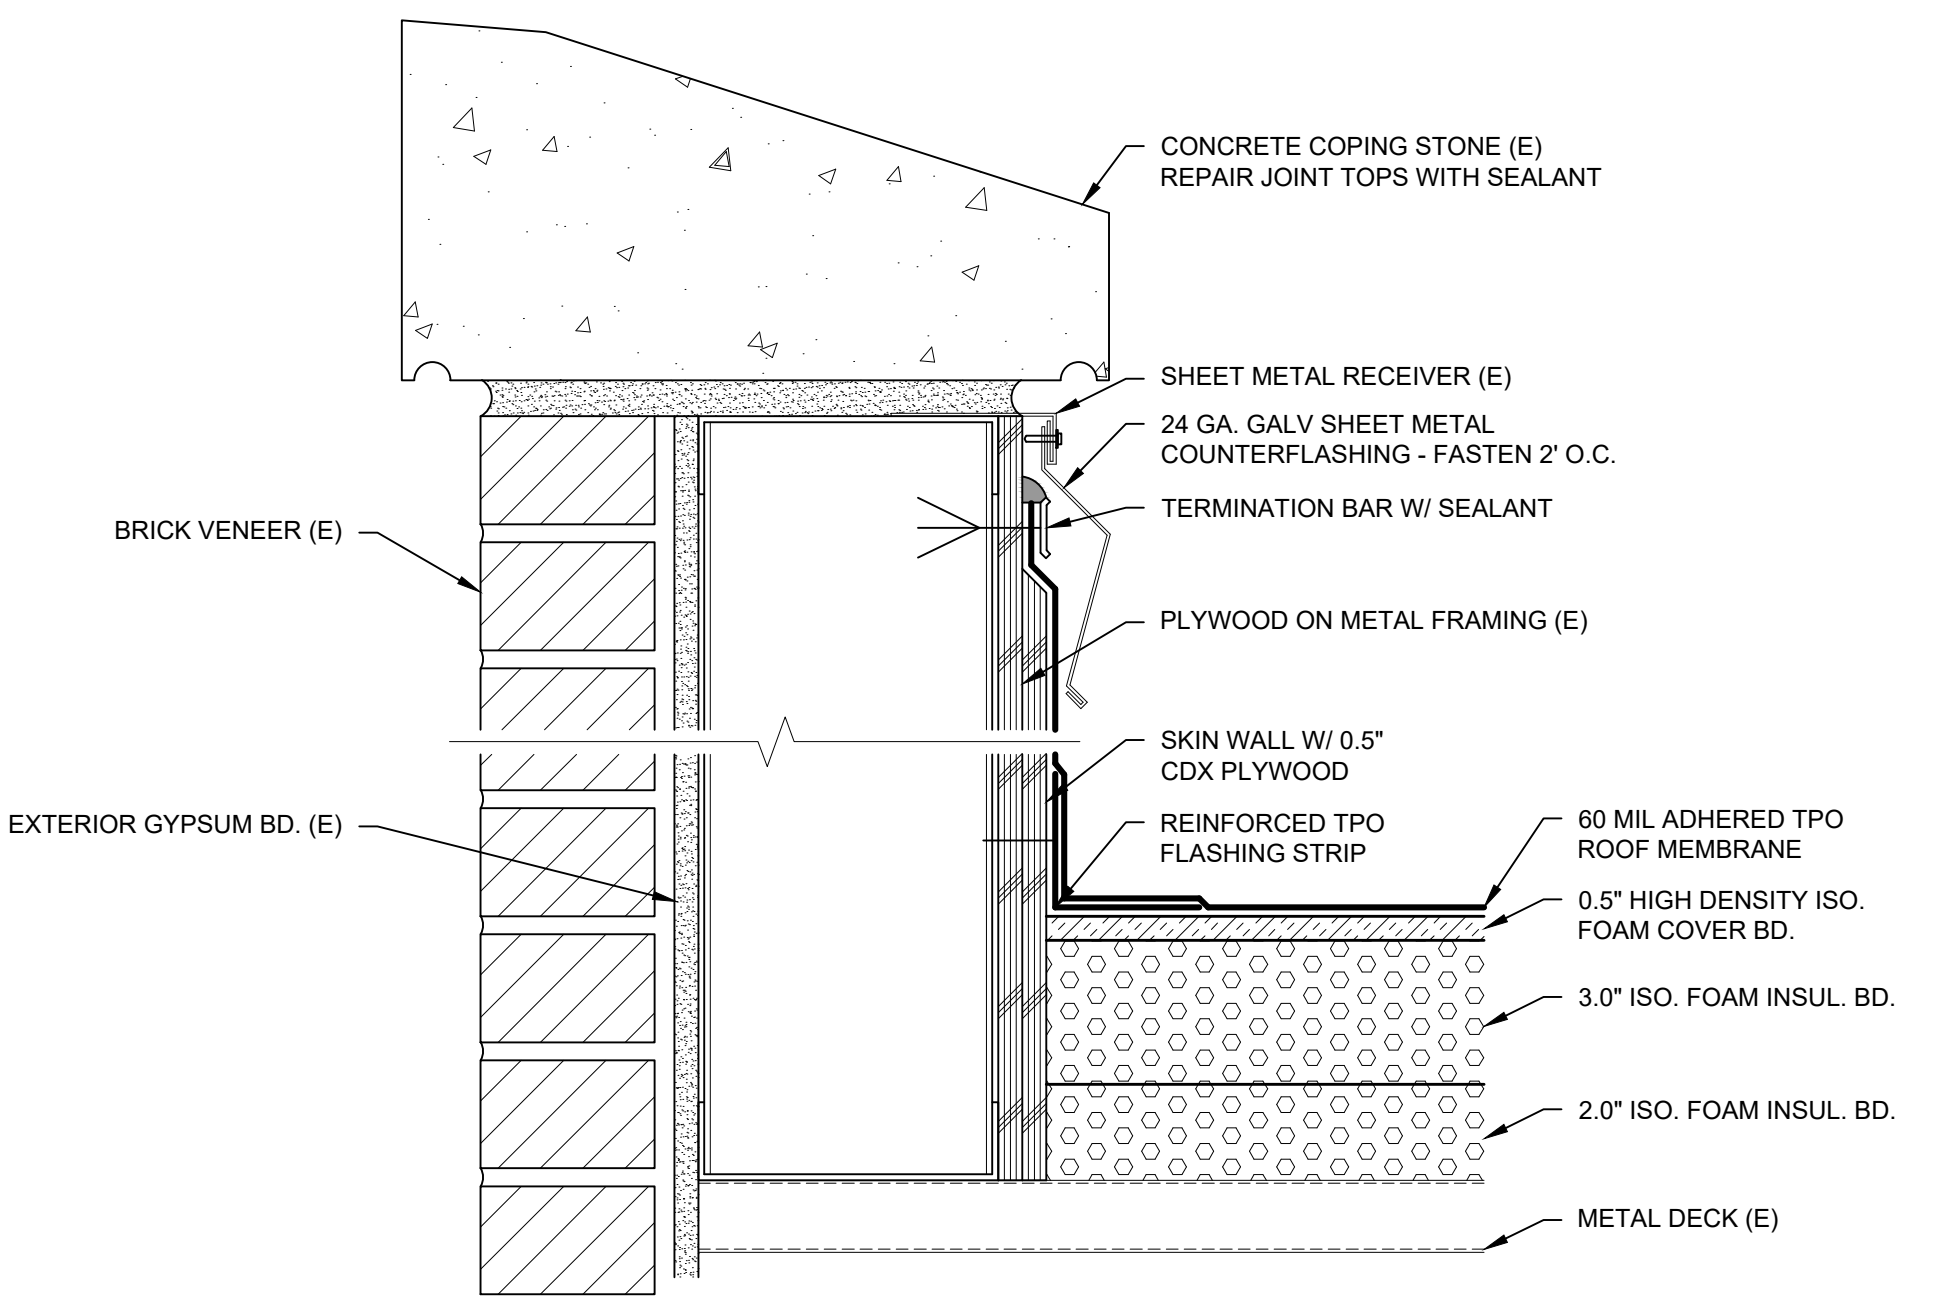 CONCRETE COPING STONE (E)
REPAIR JOINT TOPS WITH SEALANT
SHEET METAL RECEIVER (E)
24 GA. GALV SHEET METAL
COUNTERFLASHING - FASTEN 2' O.C.
TERMINATION BAR W/ SEALANT
BRICK VENEER (E)
PLYWOOD ON METAL FRAMING (E)
SKIN WALL W/ 0.5"
CDX PLYWOOD
EXTERIOR GYPSUM BD. (E)
REINFORCED TPO
FLASHING STRIP
60 MIL ADHERED TPO
ROOF MEMBRANE
0.5" HIGH DENSITY ISO.
FOAM COVER BD.
3.0" ISO. FOAM INSUL. BD.
2.0" ISO. FOAM INSUL. BD.
METAL DECK (E)